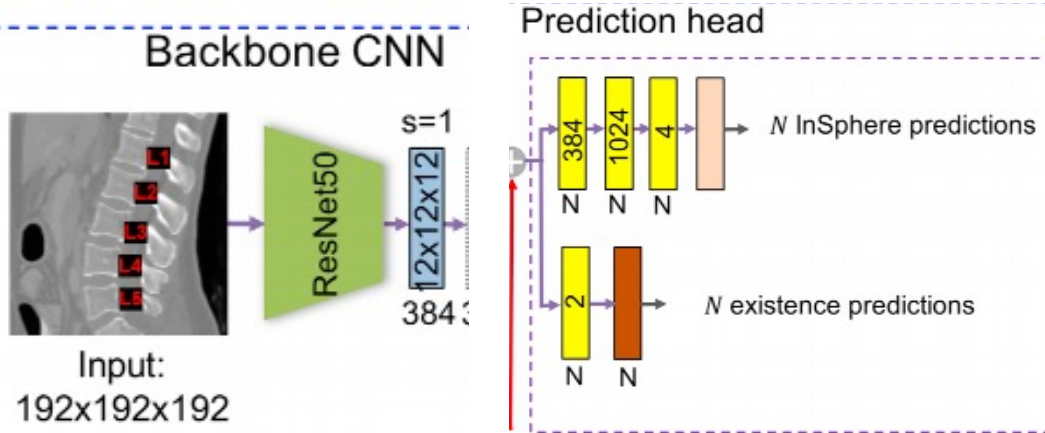 Backbone CNN
s=1
L1
L2
L3
L4
L5
ResNet50
12x12x12
384
Input:
192x192x192
Prediction head
384
1024
4
N
N
N
N InSphere predictions
2
N
N
N existence predictions